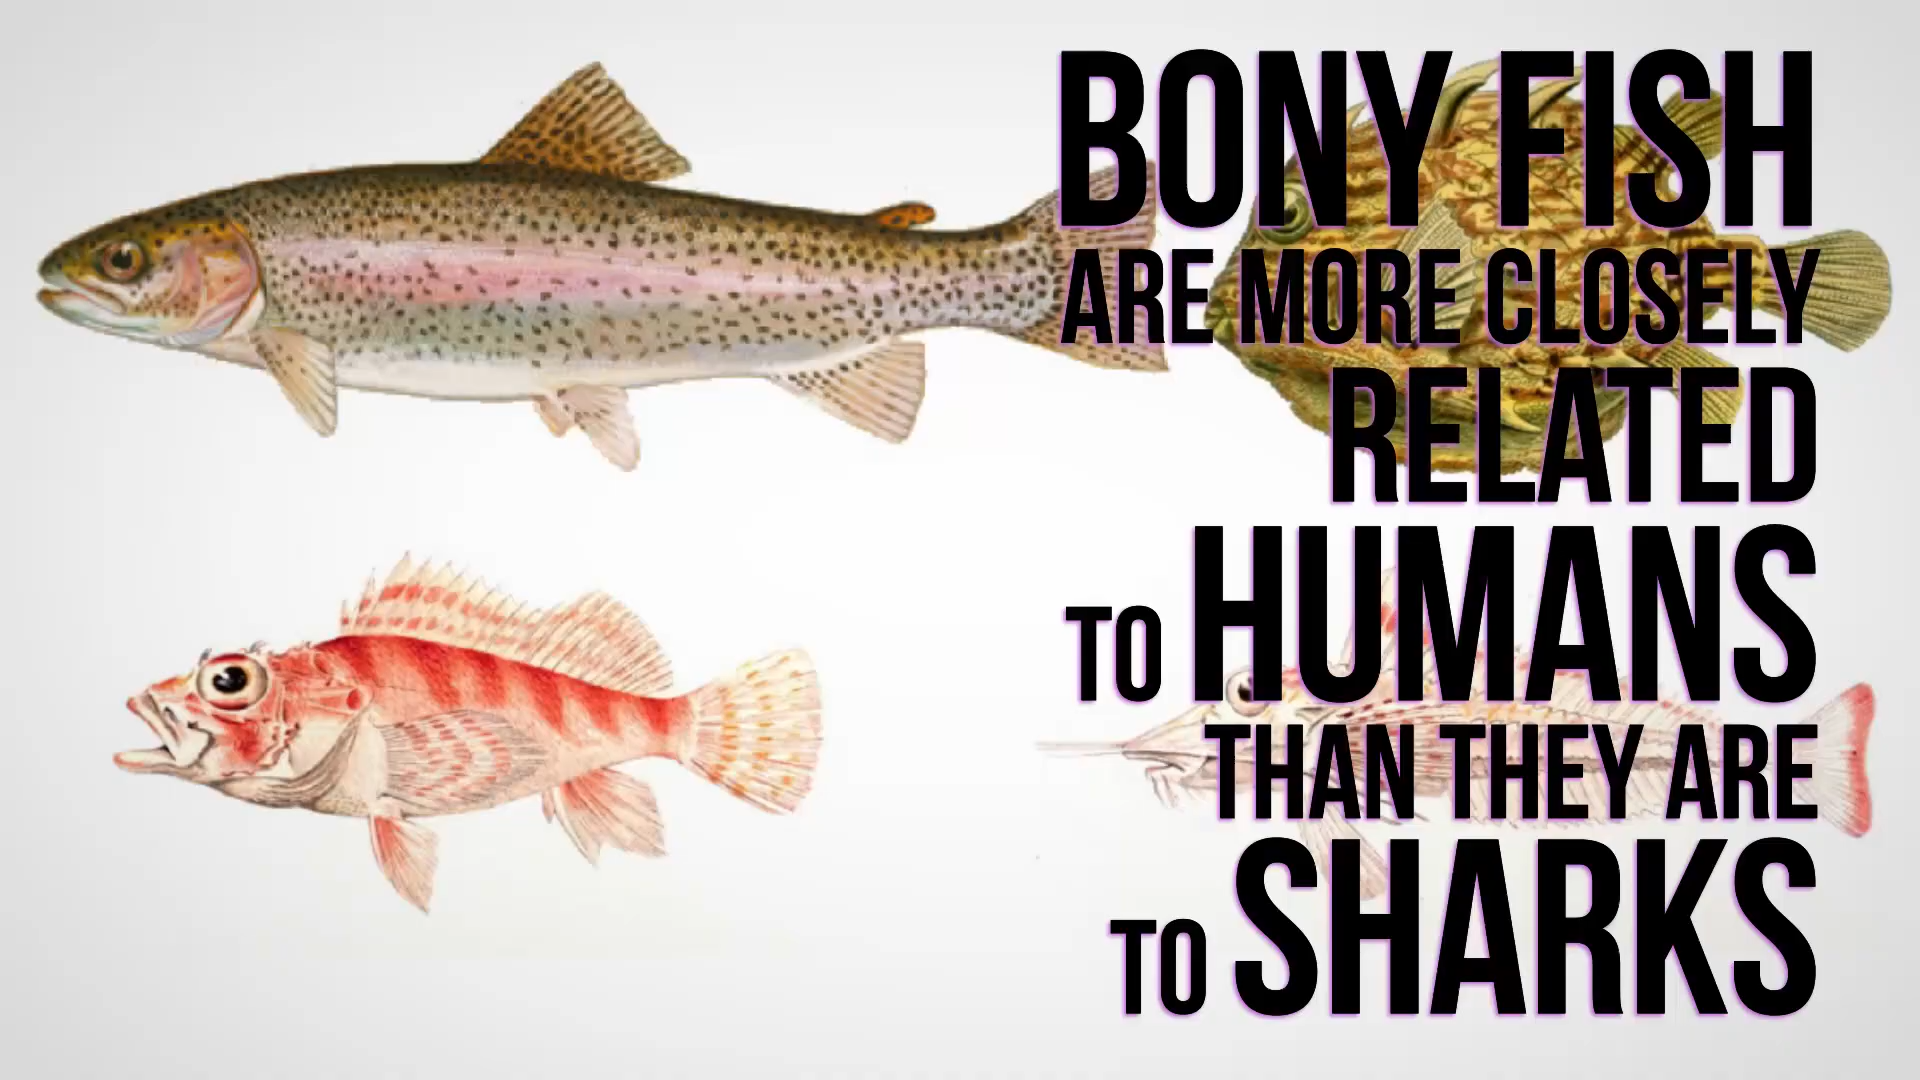 BONY FISH
ARE MORE CLOSELY
RELATED
TO HUMANS
THAN THEY ARE
TO SHARKS